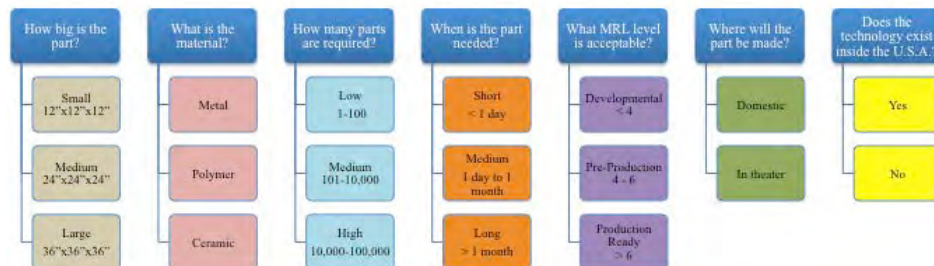 How big is the
part?
Small
12”x12”x12”
Medium
24”x24”x24”
Large
36”x36”x36”
What is the
material?
Metal
Polymer
Ceramic
How many parts
are required?
Low
1-100
Medium
101-10,000
High
10,000-100,000
When is the part
needed?
Short
< 1 day
Medium
1 day to 1
month
Long
> 1 month
What MRL level
is acceptable?
Developmental
< 4
Pre-Production
4 - 6
Production
Ready
> 6
Where will the
part be made?
Domestic
In theater
Does the
technology exist
inside the U.S.A.?
Yes
No